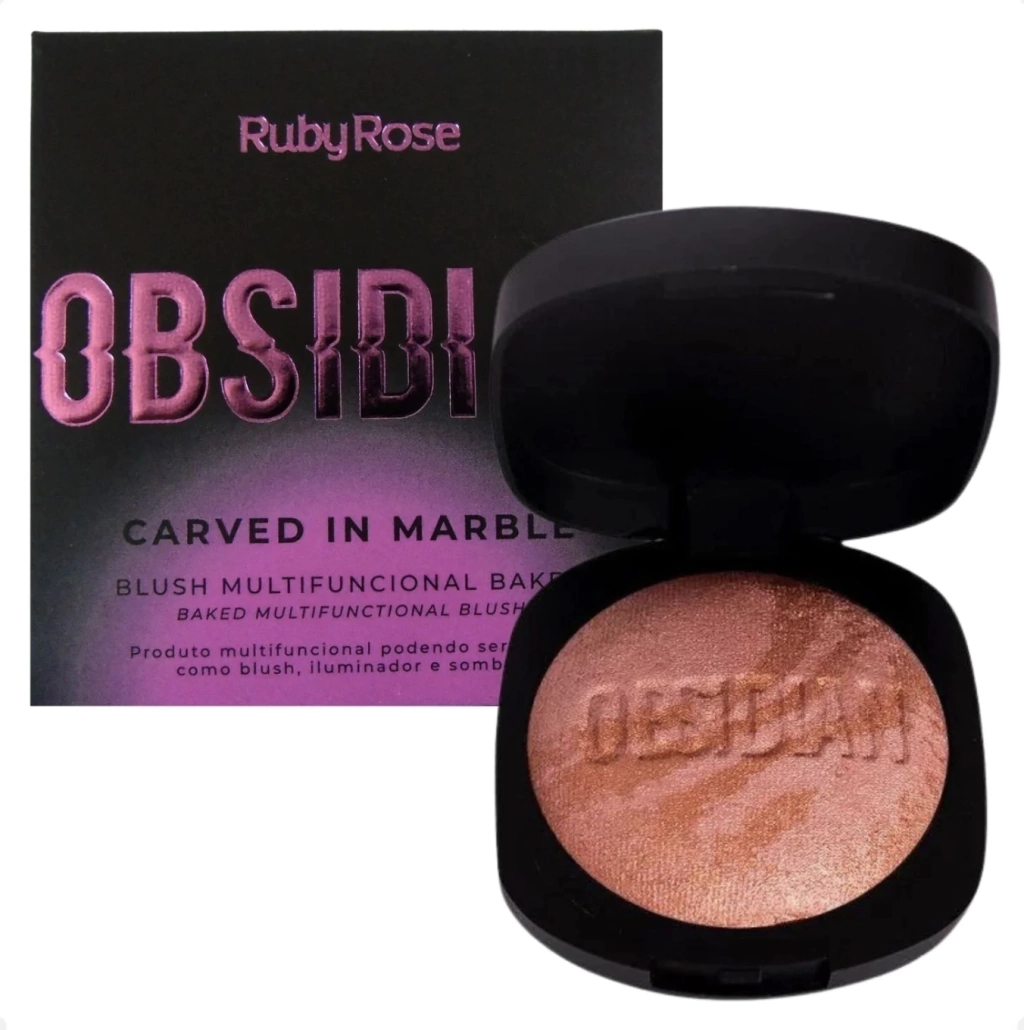 Ruby Rose
OBSIDI
CARVED IN MARBLE
BLUSH MULTIFUNCIONAL BAKE
BAKED MULTIFUNCTIONAL BLUSH
Produto multifuncional podendo ser
como blush, iluminador e somb
OBSIDIAN